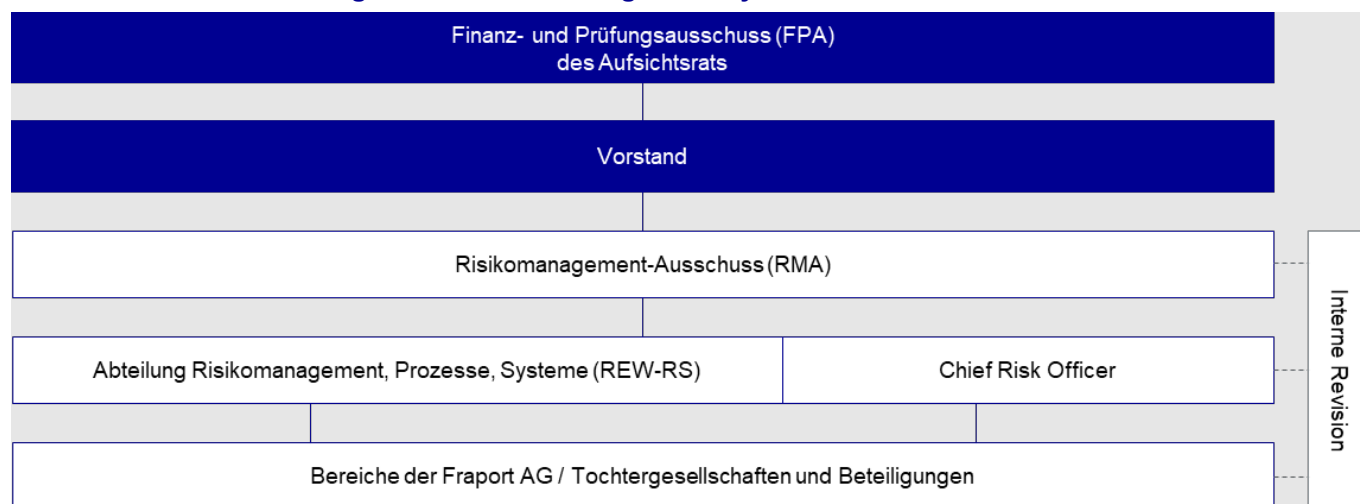 Finanz- und Prüfungsausschuss (FPA)
des Aufsichtsrats
Vorstand
Risikomanagement-Ausschuss (RMA)
Abteilung Risikomanagement, Prozesse, Systeme (REW-RS)
Chief Risk Officer
Bereiche der Fraport AG / Tochtergesellschaften und Beteiligungen
Interne Revision